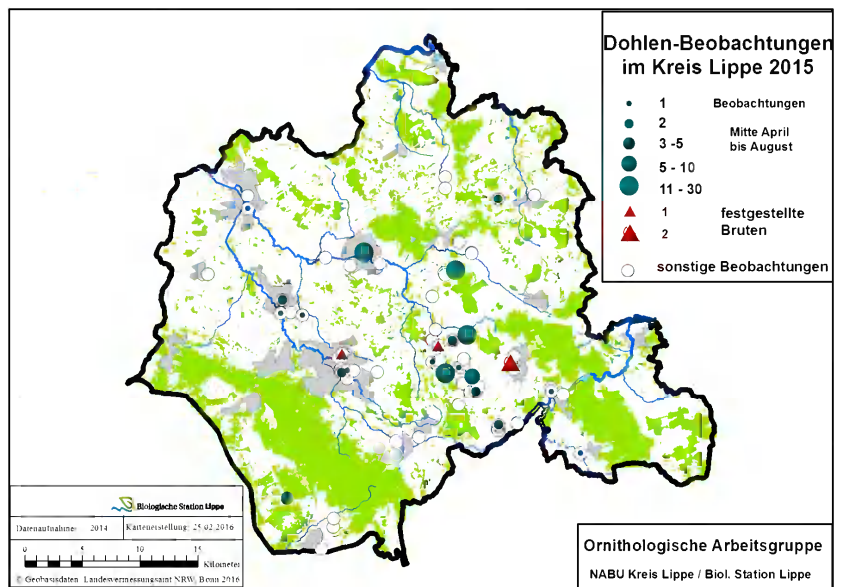 Dohlen-Beobachtungen
im Kreis Lippe 2015
1 Beobachtungen
2
Mitte April
3 -5
bis August
5 - 10
11 - 30
1 festgestellte
2 Bruten
sonstige Beobachtungen
Biologische Station Lippe
Datenaufnahme: 2014 Kartenerstellung: 25.02.2016
0 5 10 15
Kilometer
© Geobasisdaten Landesvermessungsamt NRW, Bonn 2016
Ornithologische Arbeitsgruppe
NABU Kreis Lippe / Biol. Station Lippe